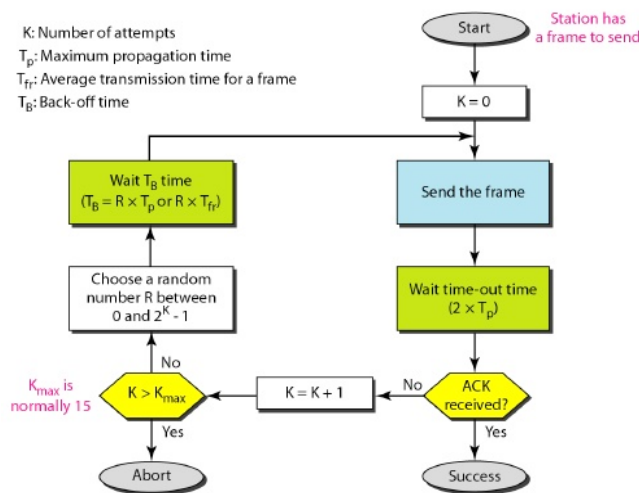 K: Number of attempts
Tp: Maximum propagation time
Tfr: Average transmission time for a frame
TB: Back-off time
Start
Station has
a frame to send
K = 0
Wait TB time
(TB = R × Tp or R × Tfr)
Send the frame
Choose a random
number R between
0 and 2^K - 1
Wait time-out time
(2 × Tp)
Kmax is
normally 15
No
K > Kmax
Yes
K = K + 1
No
ACK
received?
Yes
Abort
Success